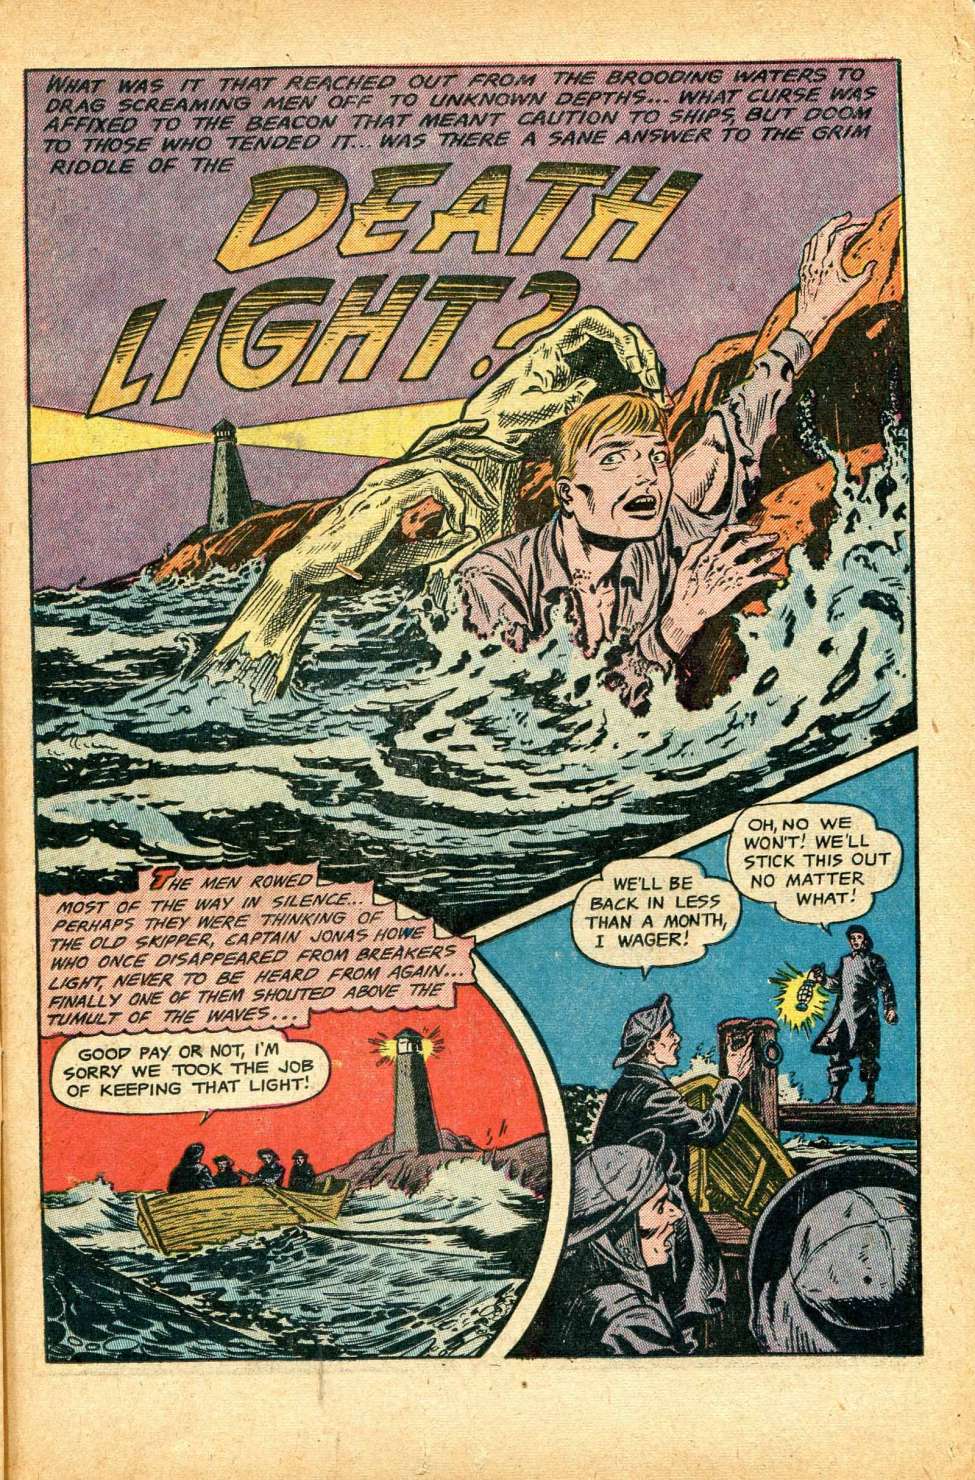 WHAT WAS IT THAT REACHED OUT FROM THE BROODING WATERS TO
DRAG SCREAMING MEN OFF TO UNKNOWN DEPTHS... WHAT CURSE WAS
AFFIXED TO THE BEACON THAT MEANT CAUTION TO SHIPS, BUT DOOM
TO THOSE WHO TENDED IT... WAS THERE A SANE ANSWER TO THE GRIM
RIDDLE OF THE
DEATH
LIGHT?
THE MEN ROWED
MOST OF THE WAY IN SILENCE...
PERHAPS THEY WERE THINKING OF
THE OLD SKIPPER, CAPTAIN JONAS HOWE
WHO ONCE DISAPPEARED FROM BREAKERS
LIGHT, NEVER TO BE HEARD FROM AGAIN...
FINALLY ONE OF THEM SHOUTED ABOVE THE
TUMULT OF THE WAVES...
GOOD PAY OR NOT, I'M
SORRY WE TOOK THE JOB
OF KEEPING THAT LIGHT!
WE'LL BE
BACK IN LESS
THAN A MONTH,
I WAGER!
OH, NO WE
WON'T! WE'LL
STICK THIS OUT
NO MATTER
WHAT!